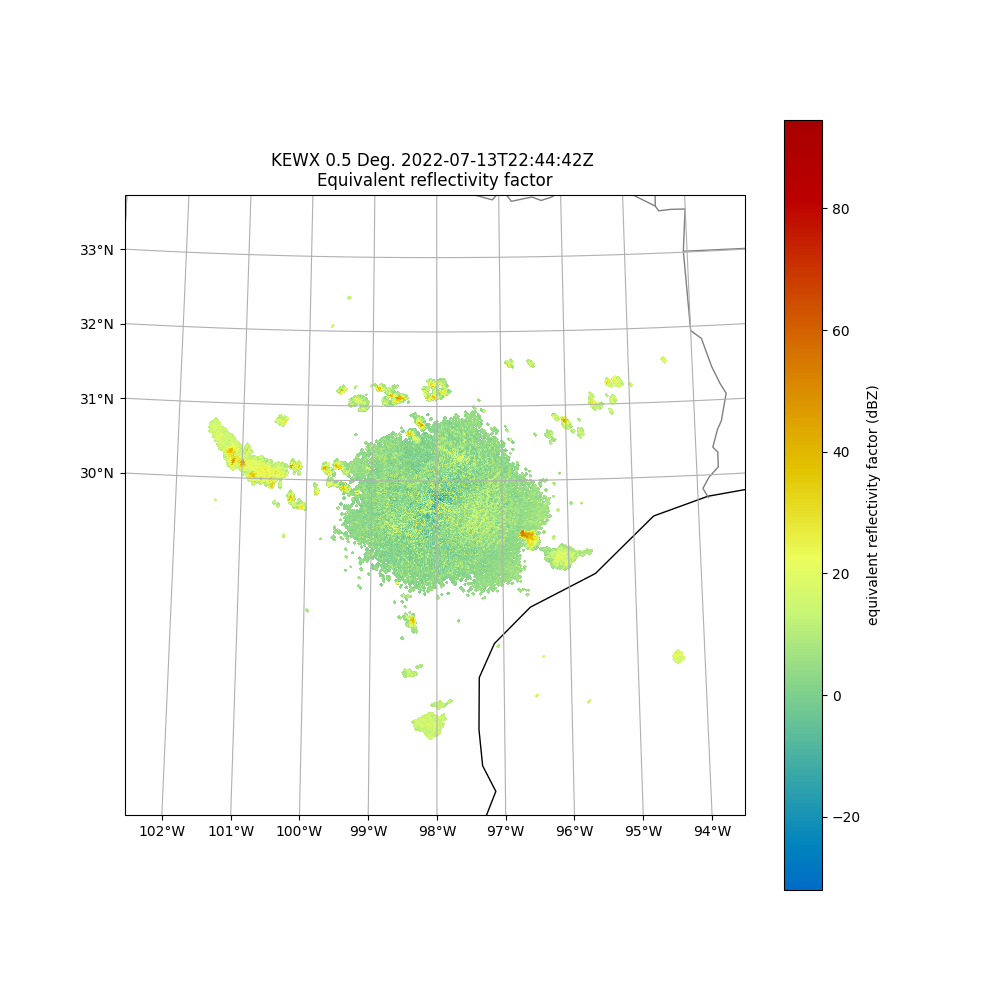 KEWX 0.5 Deg. 2022-07-13T22:44:42Z
Equivalent reflectivity factor
33°N
32°N
31°N
30°N
102°W 101°W 100°W 99°W 98°W 97°W 96°W 95°W 94°W
80
60
40
20
0
−20
equivalent reflectivity factor (dBZ)